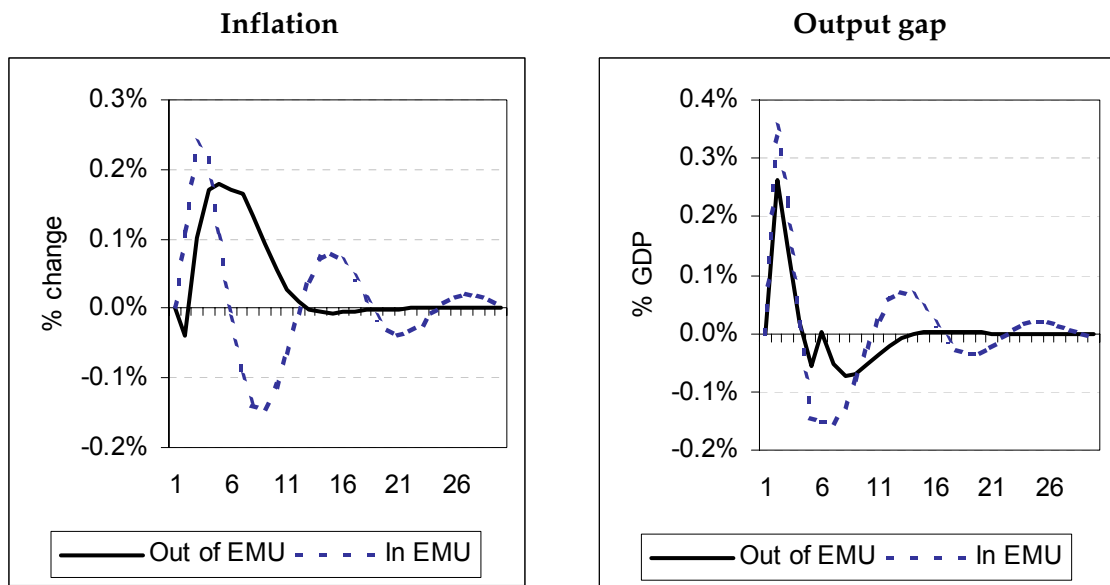 Inflation
% change
0.3%
0.2%
0.1%
0.0%
-0.1%
-0.2%
1 6 11 16 21 26
Out of EMU In EMU
Output gap
% GDP
0.4%
0.3%
0.2%
0.1%
0.0%
-0.1%
-0.2%
1 6 11 16 21 26
Out of EMU In EMU